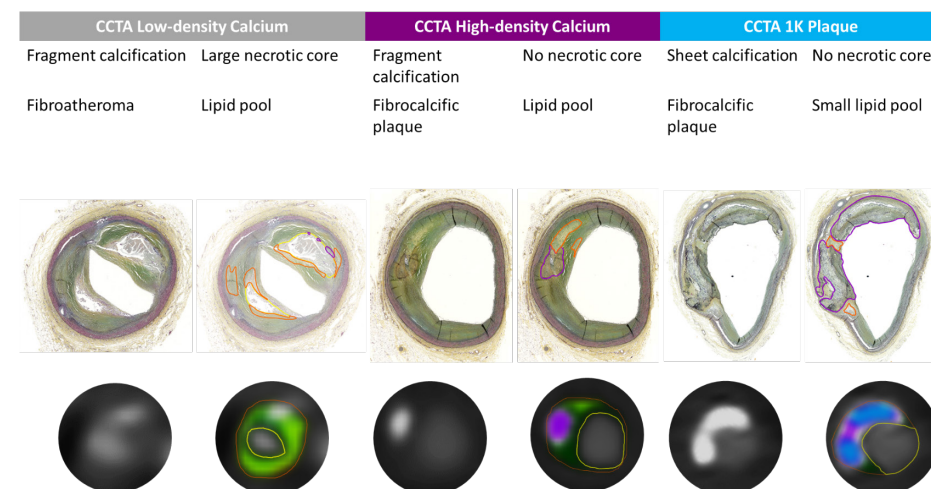 CCTA Low-density Calcium
CCTA High-density Calcium
CCTA 1K Plaque
Fragment calcification
Large necrotic core
Fragment
calcification
No necrotic core
Sheet calcification
No necrotic core
Fibroatheroma
Lipid pool
Fibrocalcific
plaque
Lipid pool
Fibrocalcific
plaque
Small lipid pool